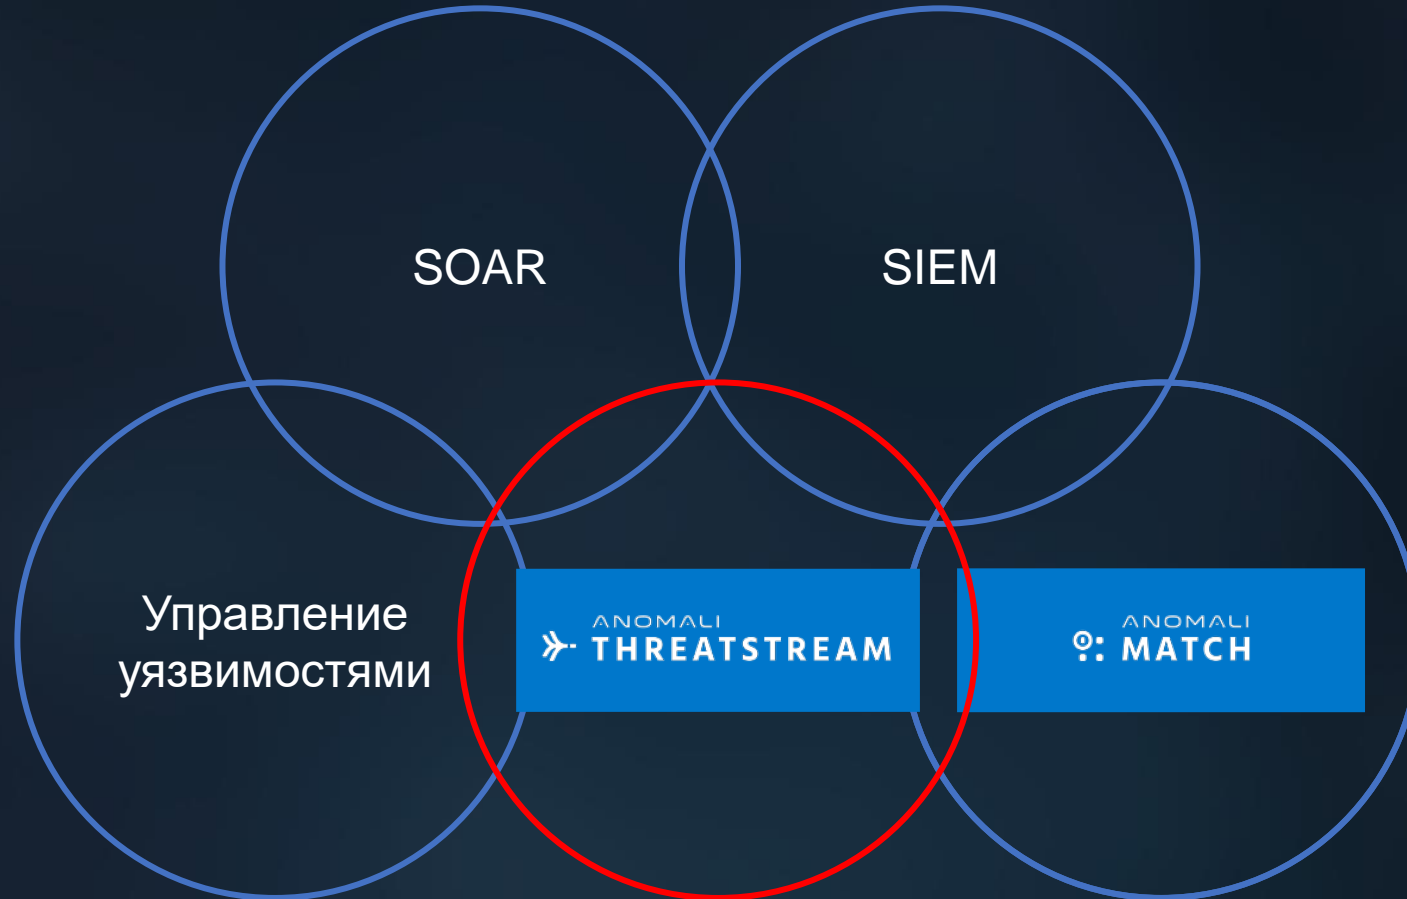 SOAR
SIEM
Управление
уязвимостями
ANOMALI
THREATSTREAM
ANOMALI
MATCH